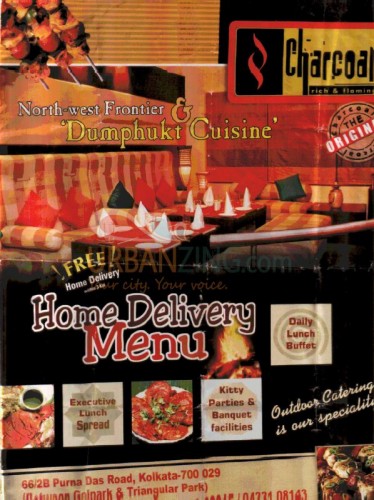 Charcoal
rich & flaming
North-west Frontier &
'Dumphukt Cuisine'
THE
ORIGINAL
URBANZING.com
Your city. Your voice.
FREE
Home Delivery
Home Delivery
Menu
Daily
Lunch
Buffet
Executive
Lunch
Spread
Kitty
Parties &
Banquet
facilities
Outdoor Catering
is our speciality
66/2B Purna Das Road, Kolkata-700 029
(Between Golpark & Triangular Park)